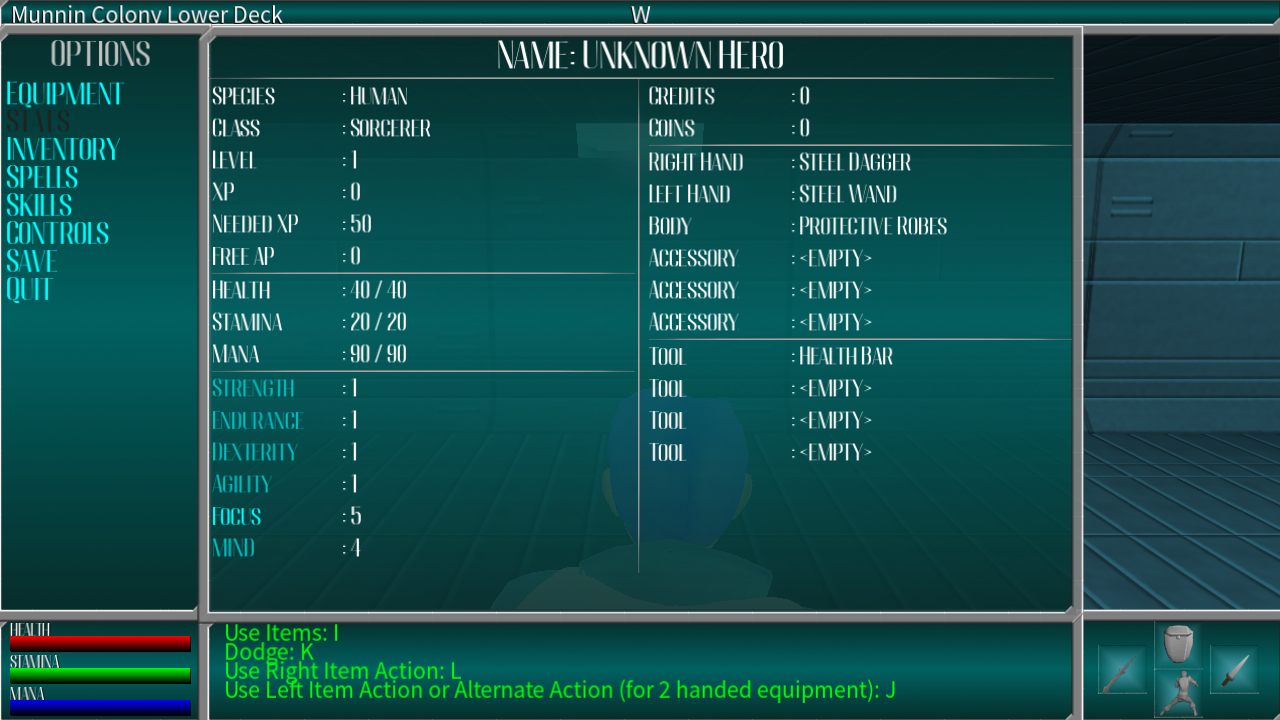 Munnin Colony Lower Deck
W
OPTIONS
EQUIPMENT
STATS
INVENTORY
SPELLS
SKILLS
CONTROLS
SAVE
QUIT
NAME: UNKNOWN HERO
SPECIES : HUMAN
CLASS : SORCERER
LEVEL : 1
XP : 0
NEEDED XP : 50
FREE AP : 0
HEALTH : 40 / 40
STAMINA : 20 / 20
MANA : 90 / 90
STRENGTH : 1
ENDURANCE : 1
DEXTERITY : 1
AGILITY : 1
FOCUS : 5
MIND : 4
CREDITS : 0
COINS : 0
RIGHT HAND : STEEL DAGGER
LEFT HAND : STEEL WAND
BODY : PROTECTIVE ROBES
ACCESSORY : <EMPTY>
ACCESSORY : <EMPTY>
ACCESSORY : <EMPTY>
TOOL : HEALTH BAR
TOOL : <EMPTY>
TOOL : <EMPTY>
TOOL : <EMPTY>
HEALTH
STAMINA
MANA
Use Items: I
Dodge: K
Use Right Item Action: L
Use Left Item Action or Alternate Action (for 2 handed equipment): J